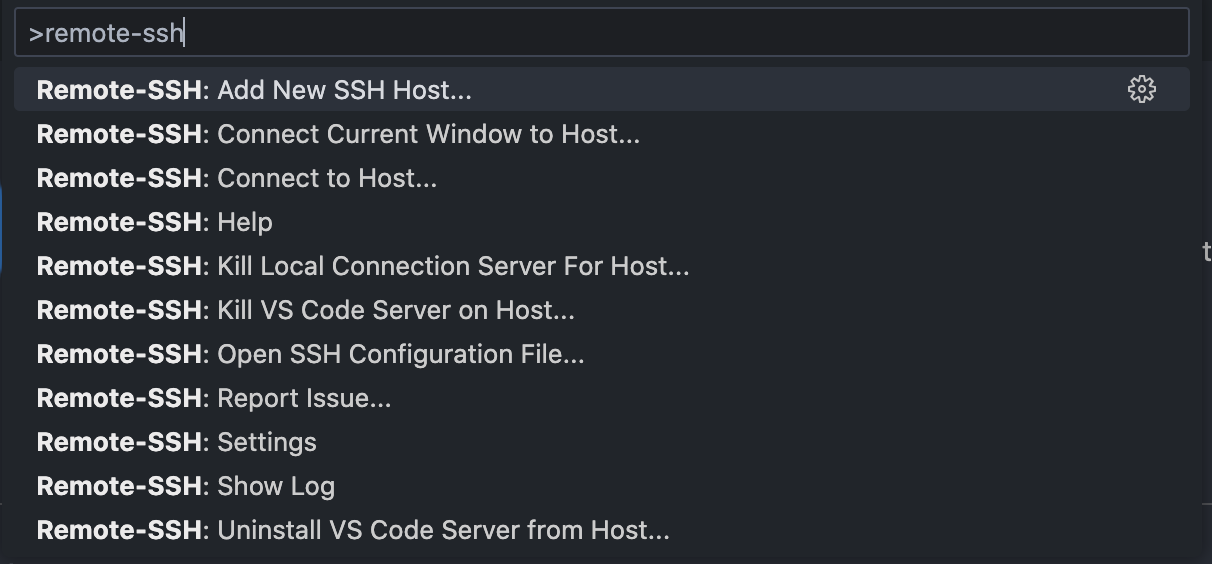 >remote-ssh
Remote-SSH: Add New SSH Host...
Remote-SSH: Connect Current Window to Host...
Remote-SSH: Connect to Host...
Remote-SSH: Help
Remote-SSH: Kill Local Connection Server For Host...
Remote-SSH: Kill VS Code Server on Host...
Remote-SSH: Open SSH Configuration File...
Remote-SSH: Report Issue...
Remote-SSH: Settings
Remote-SSH: Show Log
Remote-SSH: Uninstall VS Code Server from Host...